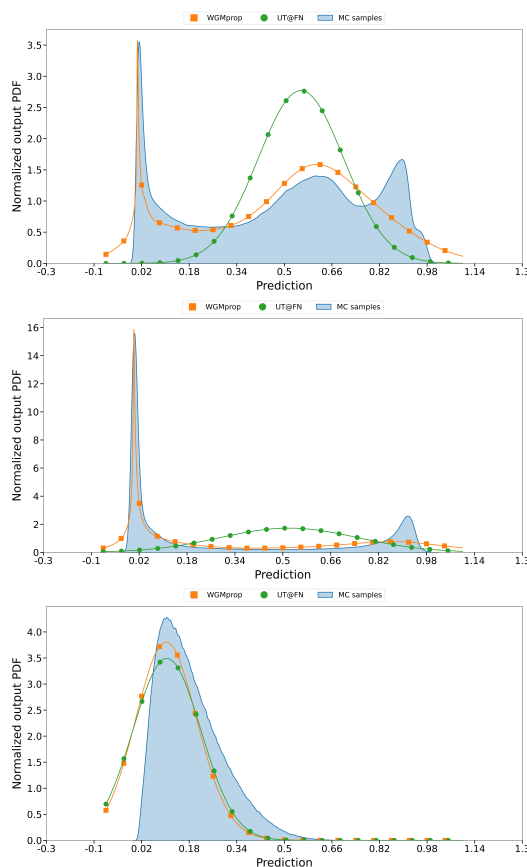 WGMprop UT@FN MC samples
3.5
3.0
2.5
2.0
1.5
1.0
0.5
0.0
Normalized output PDF
-0.3 -0.1 0.02 0.18 0.34 0.5 0.66 0.82 0.98 1.14 1.3
Prediction
WGMprop UT@FN MC samples
16
14
12
10
8
6
4
2
0
Normalized output PDF
-0.3 -0.1 0.02 0.18 0.34 0.5 0.66 0.82 0.98 1.14 1.3
Prediction
WGMprop UT@FN MC samples
4.0
3.5
3.0
2.5
2.0
1.5
1.0
0.5
0.0
Normalized output PDF
-0.3 -0.1 0.02 0.18 0.34 0.5 0.66 0.82 0.98 1.14 1.3
Prediction